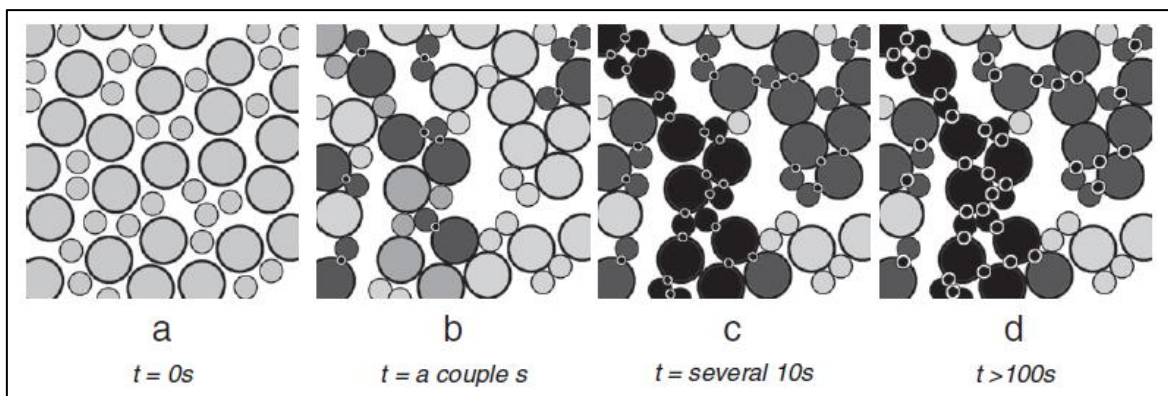 a b c d
t = 0s t = a couple s t = several 10s t >100s